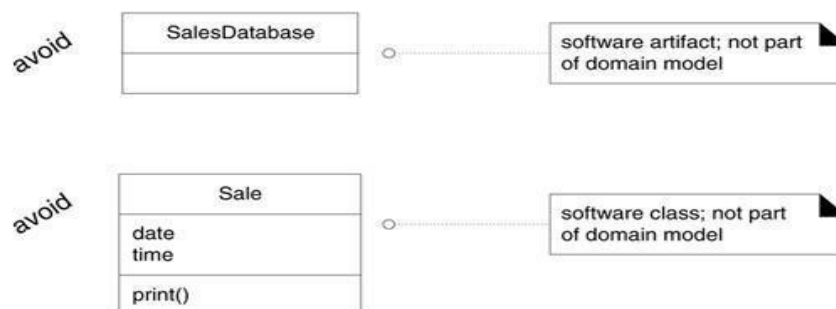 avoid
SalesDatabase
software artifact; not part
of domain model
avoid
Sale
date
time
print()
software class; not part
of domain model